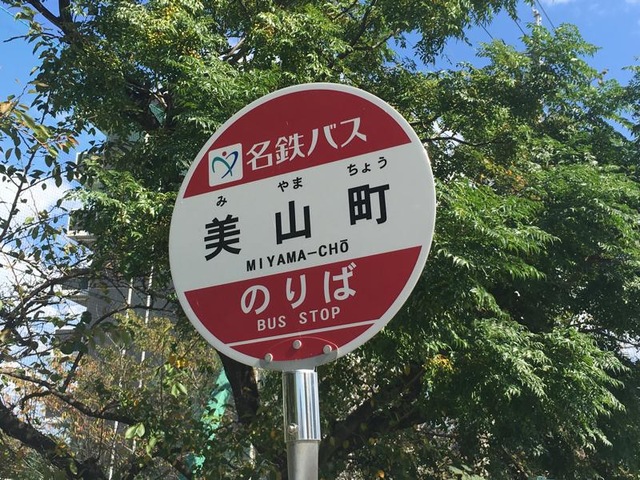 名鉄バス
み やま ちょう
美山町
MIYAMA-CHŌ
のりば
BUS STOP